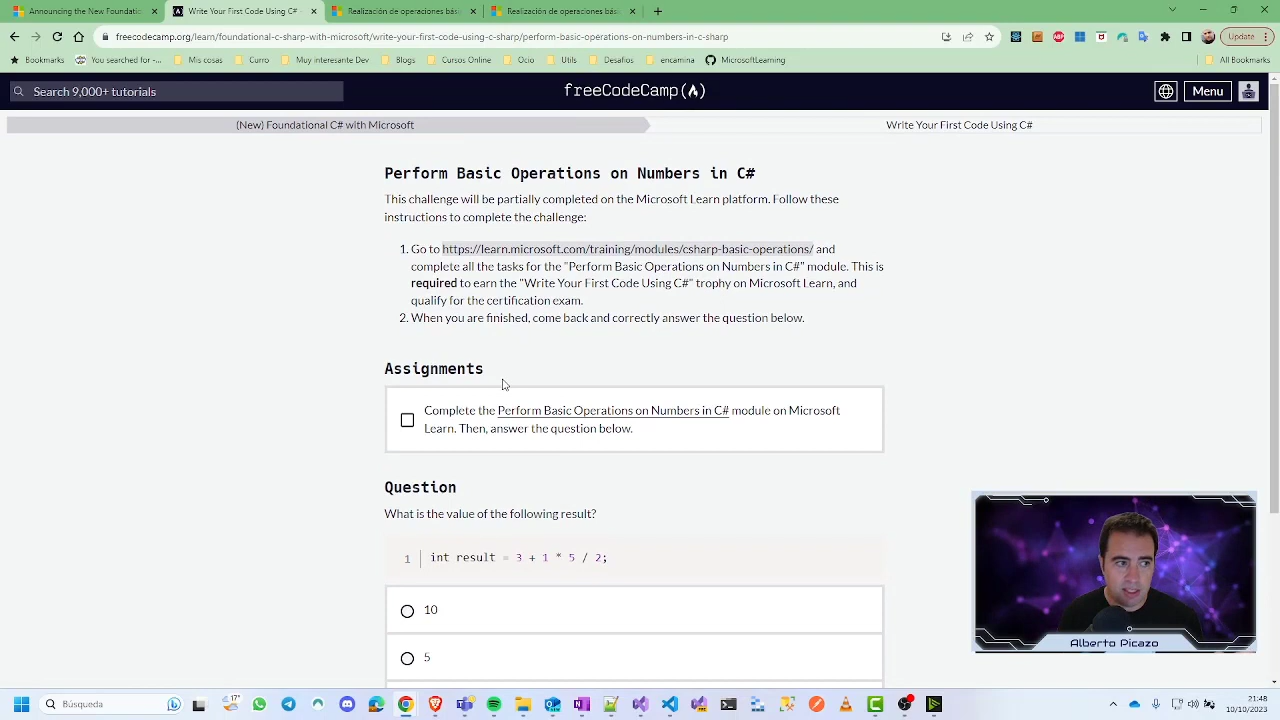 Announcing the New Foundatic
Write Your First Code Using C#
Realización de operaciones básic
Realización de operaciones básic
freecodecamp.org/learn/foundational-c-sharp-with-microsoft/write-your-first-code-using-c-sharp/perform-basic-operations-on-numbers-in-c-sharp
Update
Bookmarks
You searched for -...
Mis cosas
Curro
Muy interesante Dev
Blogs
Cursos Online
Ocio
Utils
Desafios
encamina
MicrosoftLearning
All Bookmarks
Search 9,000+ tutorials
freeCodeCamp
Menu
(New) Foundational C# with Microsoft
Write Your First Code Using C#
Perform Basic Operations on Numbers in C#
This challenge will be partially completed on the Microsoft Learn platform. Follow these
instructions to complete the challenge:
1. Go to https://learn.microsoft.com/training/modules/csharp-basic-operations/ and
complete all the tasks for the "Perform Basic Operations on Numbers in C#" module. This is
required to earn the "Write Your First Code Using C#" trophy on Microsoft Learn, and
qualify for the certification exam.
2. When you are finished, come back and correctly answer the question below.
Assignments
Complete the Perform Basic Operations on Numbers in C# module on Microsoft
Learn. Then, answer the question below.
Question
What is the value of the following result?
1 int result = 3 + 1 * 5 / 2;
10
5
Alberto Picazo
Búsqueda
17°
21:48
10/10/2023